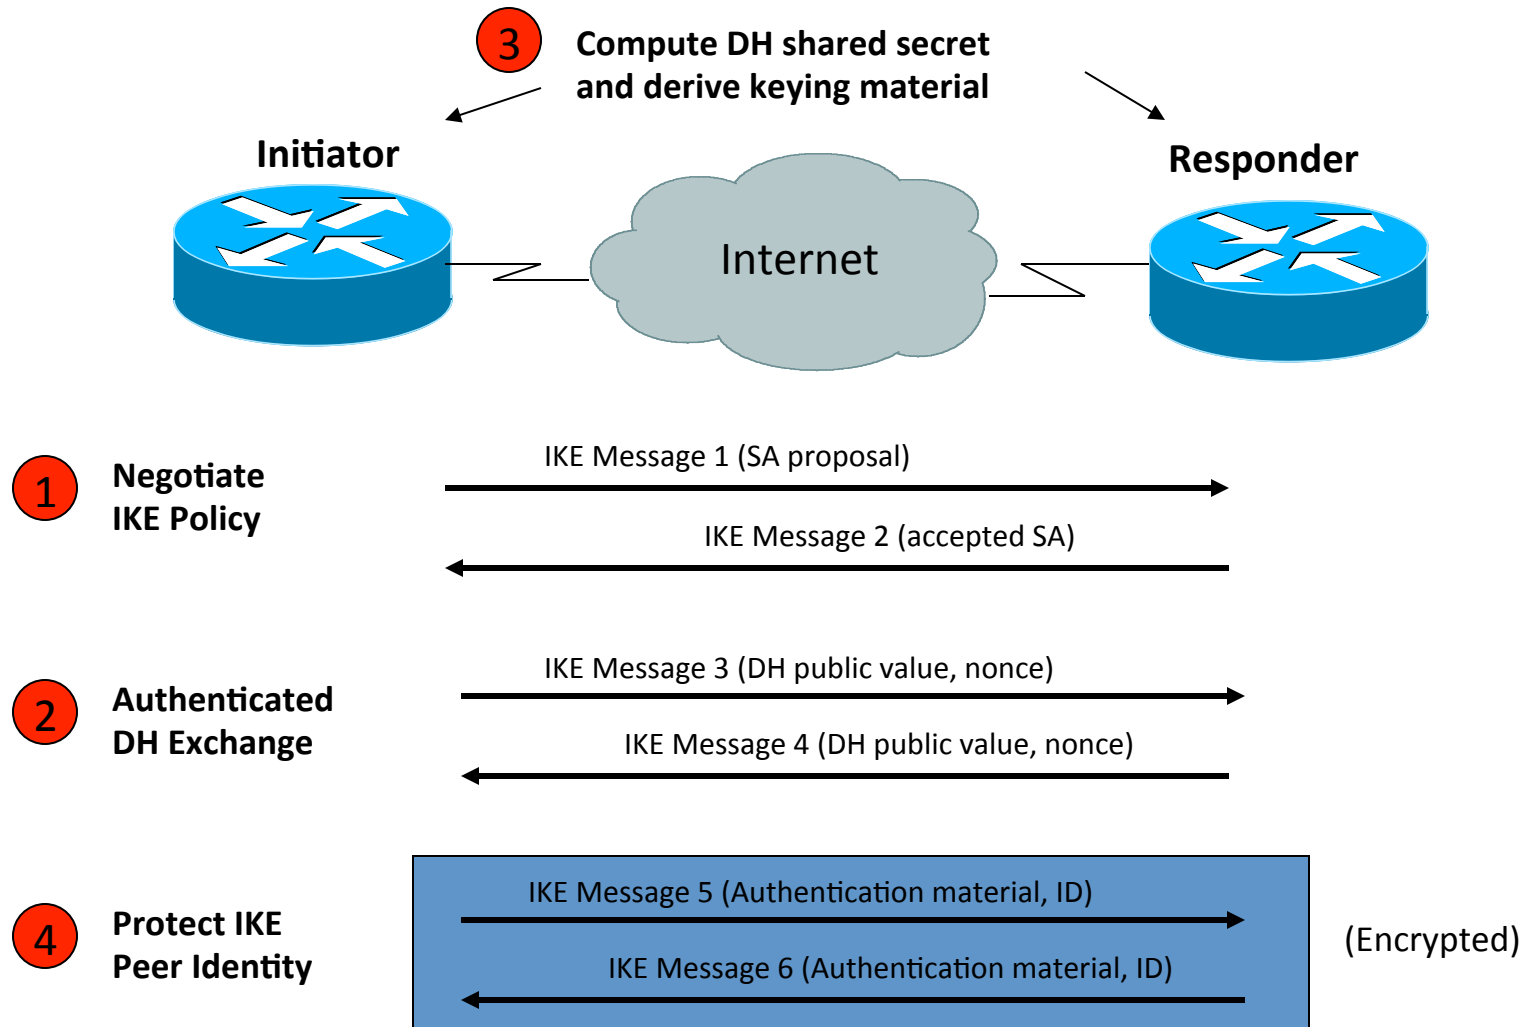 3
Compute DH shared secret
and derive keying material
Initiator
Responder
Internet
1
Negotiate
IKE Policy
IKE Message 1 (SA proposal)
IKE Message 2 (accepted SA)
2
Authenticated
DH Exchange
IKE Message 3 (DH public value, nonce)
IKE Message 4 (DH public value, nonce)
4
Protect IKE
Peer Identity
IKE Message 5 (Authentication material, ID)
IKE Message 6 (Authentication material, ID)
(Encrypted)